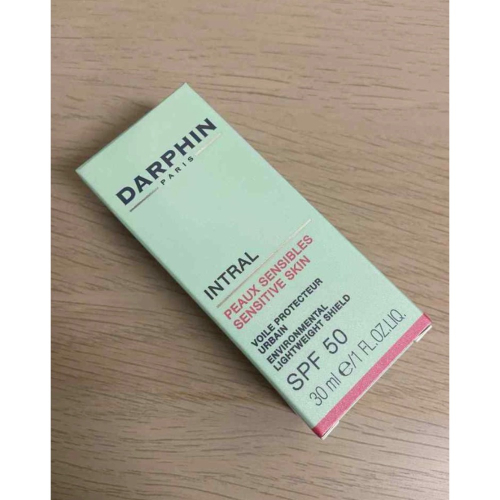 DARPHIN
PARIS
INTRAL
PEAUX SENSIBLES
SENSITIVE SKIN
VOILE PROTECTEUR
URBAIN
ENVIRONMENTAL
LIGHTWEIGHT SHIELD
SPF 50
30 ml ℮/1 FL.OZ.LIQ.